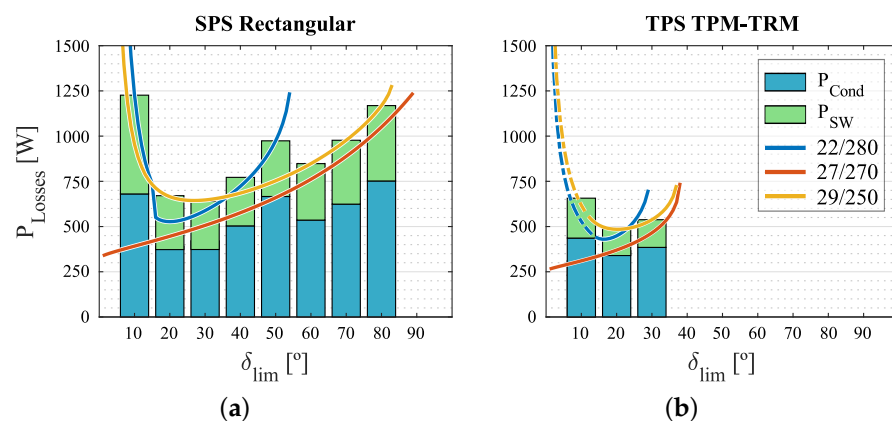 SPS Rectangular
TPS TPM-TRM
P_Losses [W]
1500
1250
1000
750
500
250
0
10 20 30 40 50 60 70 80 90
δ_lim [º]
(a)
1500
1250
1000
750
500
250
0
10 20 30 40 50 60 70 80 90
δ_lim [º]
(b)
P_Cond
P_SW
22/280
27/270
29/250